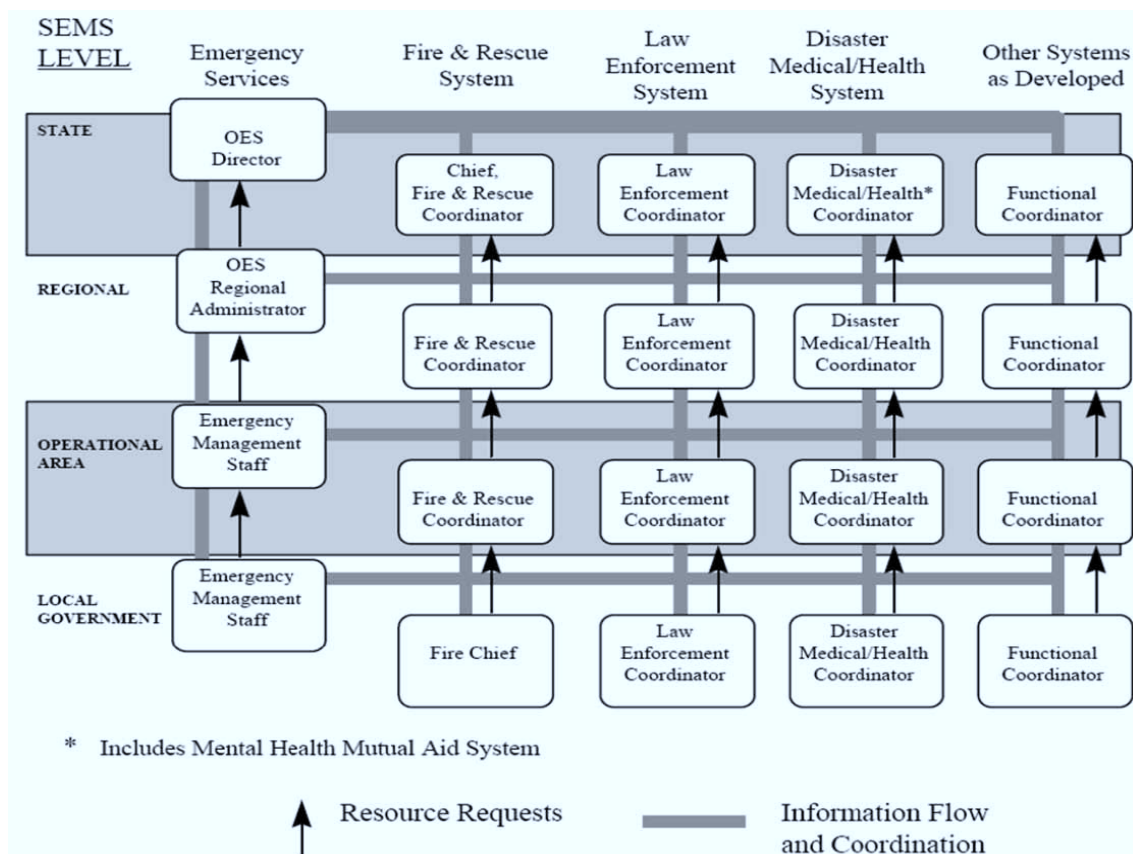 SEMS
LEVEL
Emergency
Services
Fire & Rescue
System
Law
Enforcement
System
Disaster
Medical/Health
System
Other Systems
as Developed
STATE
OES
Director
Chief,
Fire & Rescue
Coordinator
Law
Enforcement
Coordinator
Disaster
Medical/Health*
Coordinator
Functional
Coordinator
REGIONAL
OES
Regional
Administrator
Fire & Rescue
Coordinator
Law
Enforcement
Coordinator
Disaster
Medical/Health
Coordinator
Functional
Coordinator
OPERATIONAL
AREA
Emergency
Management
Staff
Fire & Rescue
Coordinator
Law
Enforcement
Coordinator
Disaster
Medical/Health
Coordinator
Functional
Coordinator
LOCAL
GOVERNMENT
Emergency
Management
Staff
Fire Chief
Law
Enforcement
Coordinator
Disaster
Medical/Health
Coordinator
Functional
Coordinator
* Includes Mental Health Mutual Aid System
Resource Requests
Information Flow
and Coordination